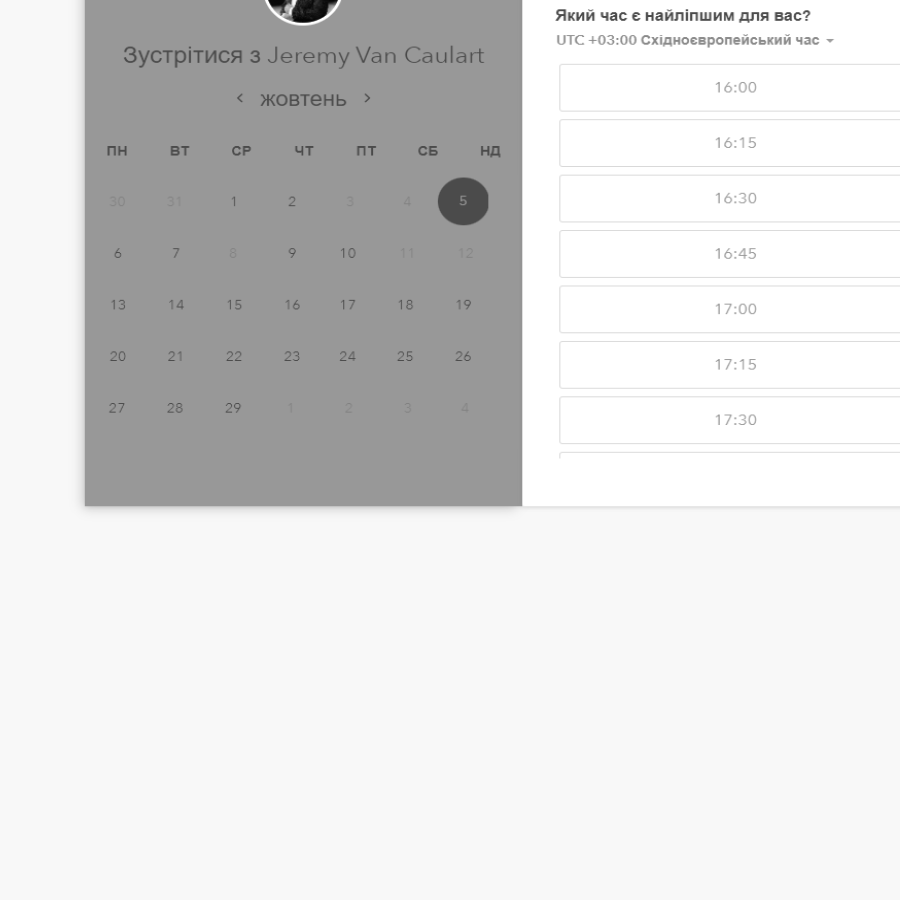 Зустрітися з Jeremy Van Caulart
жовтень
ПН ВТ СР ЧТ ПТ СБ НД
30 31 1 2 3 4 5
6 7 8 9 10 11 12
13 14 15 16 17 18 19
20 21 22 23 24 25 26
27 28 29 1 2 3 4
Який час є найліпшим для вас?
UTC +03:00 Східноєвропейський час
16:00
16:15
16:30
16:45
17:00
17:15
17:30